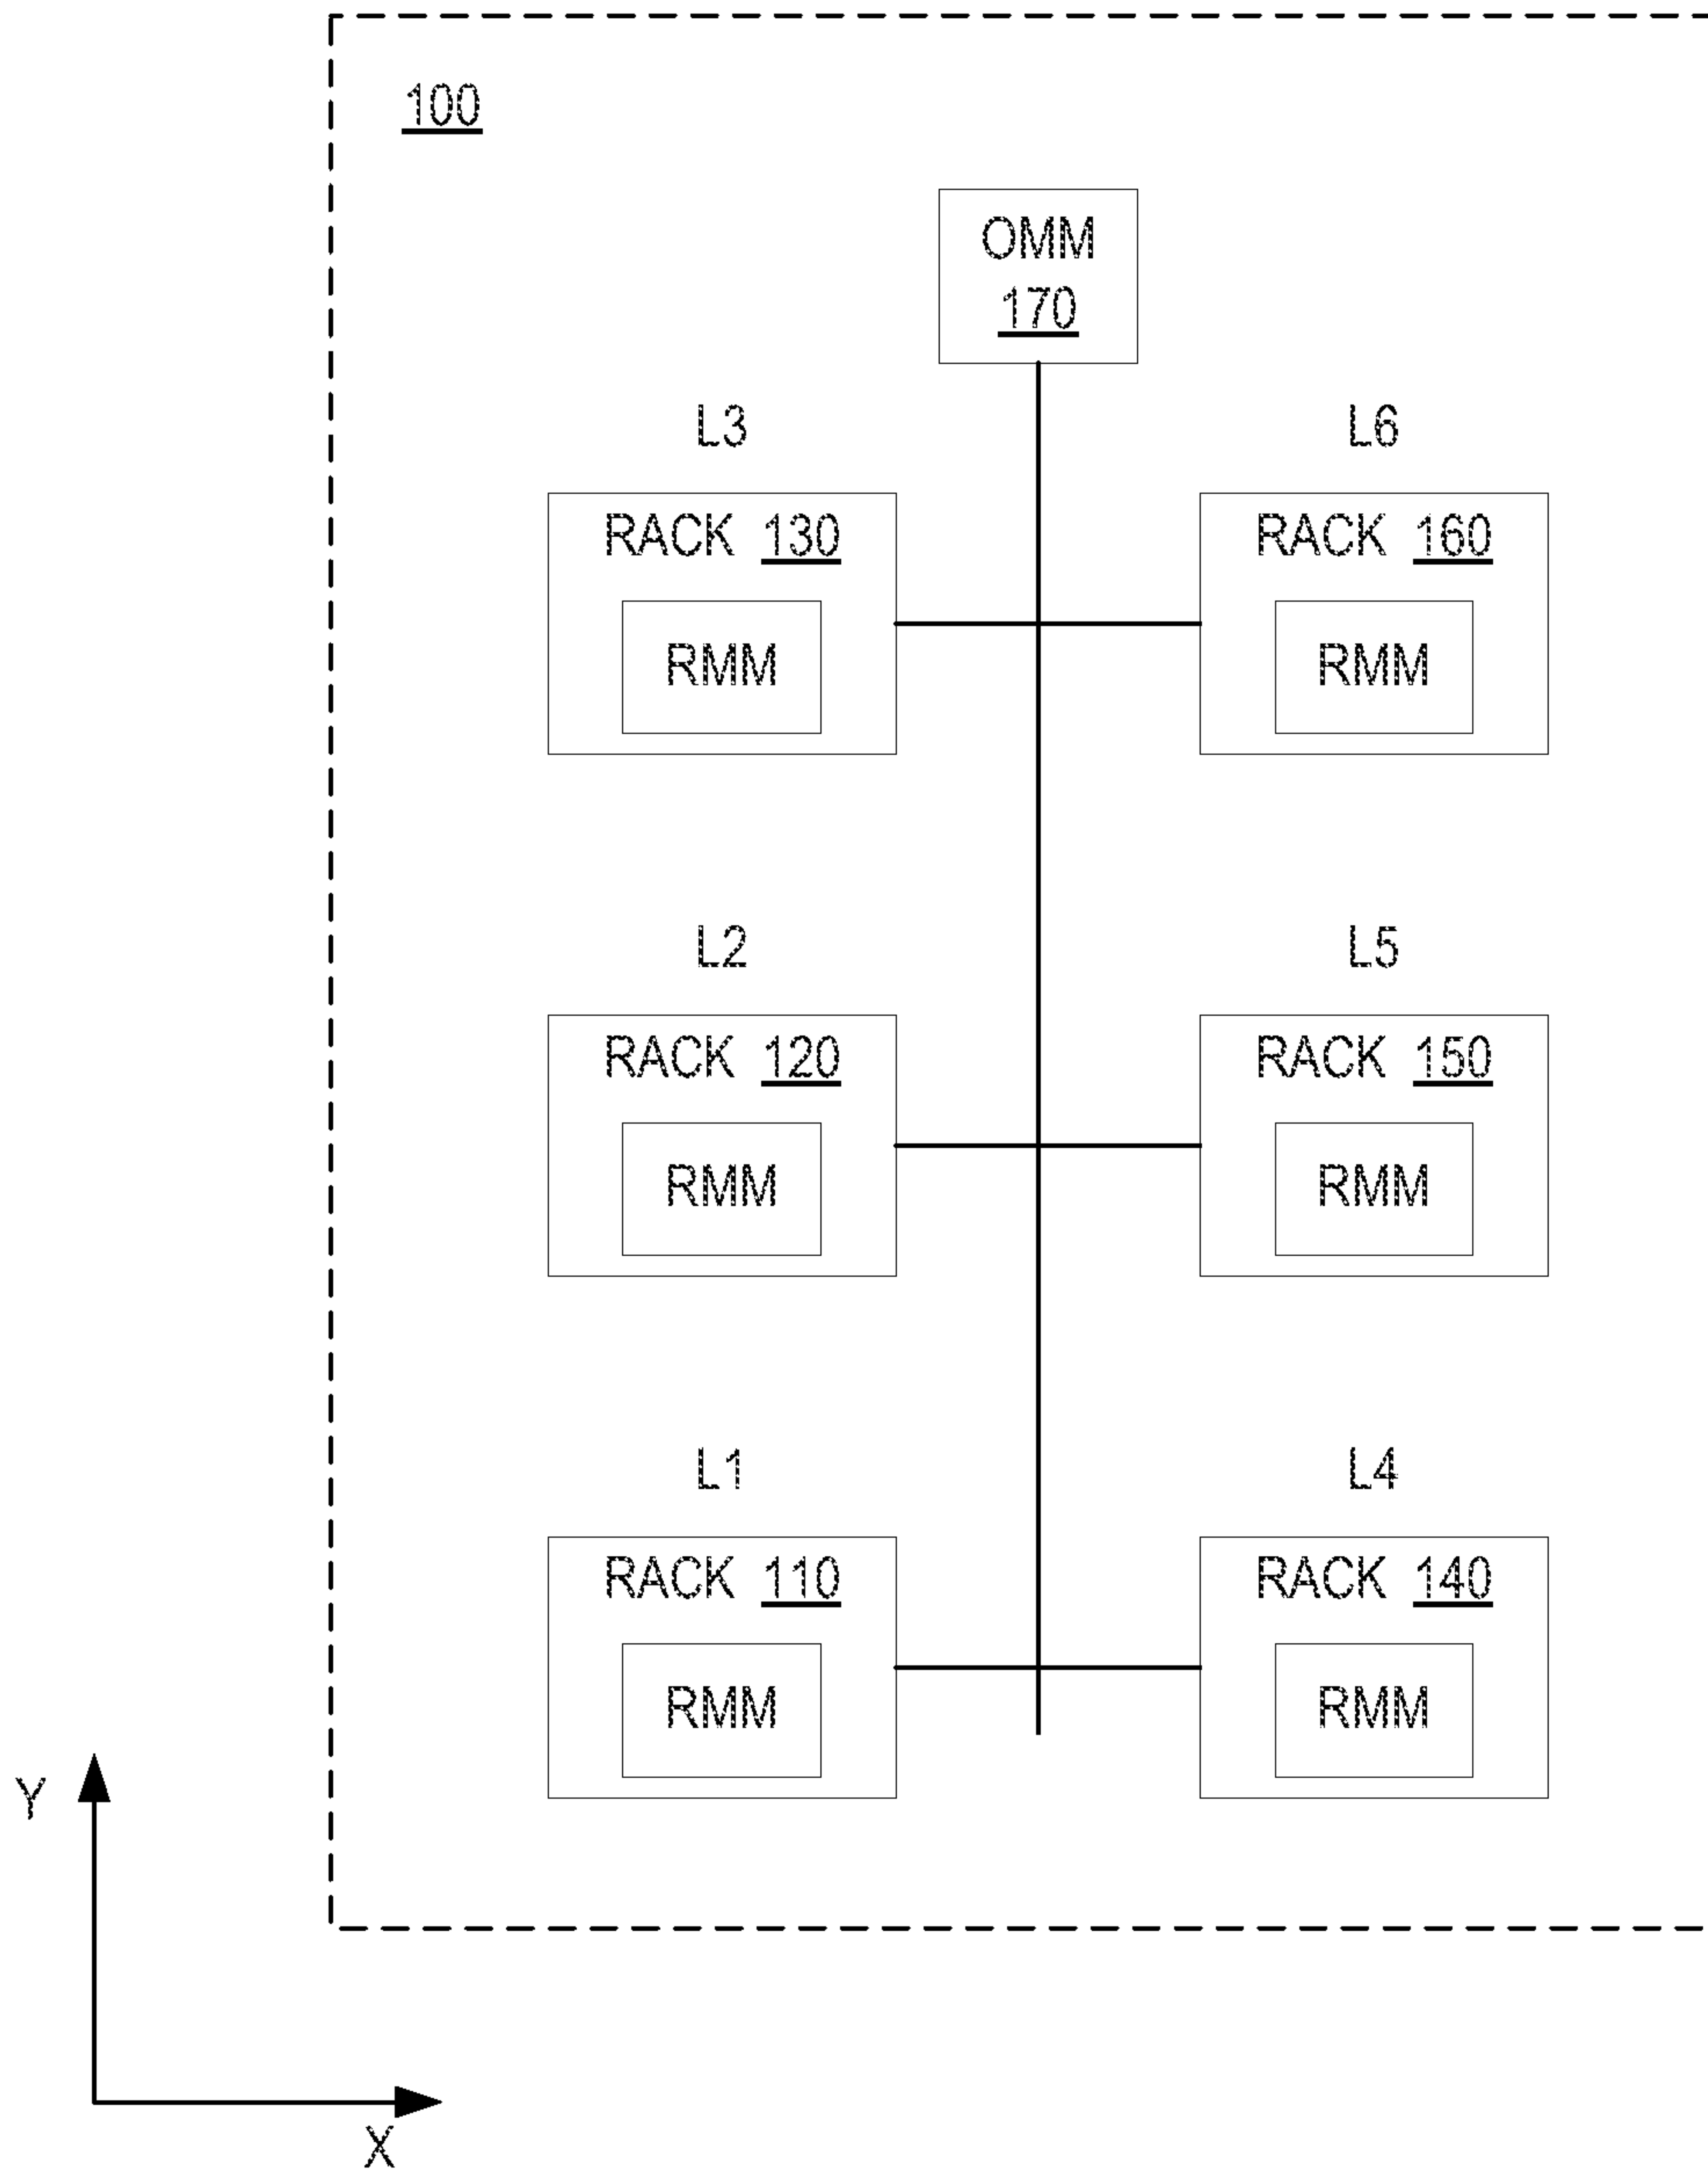 100
OMM
170
L3
L6
RACK 130
RACK 160
RMM
RMM
L2
L5
RACK 120
RACK 150
RMM
RMM
L1
L4
RACK 110
RACK 140
RMM
RMM
Y
X